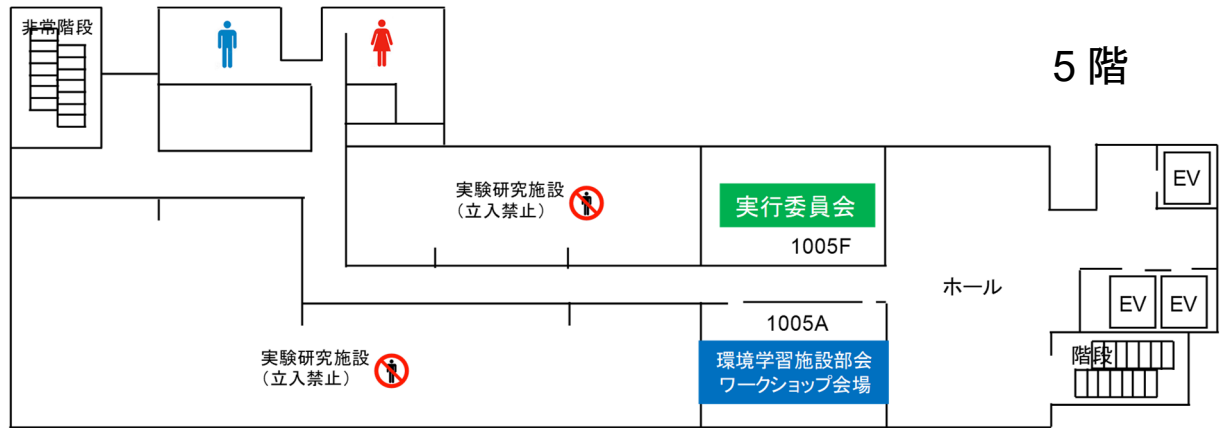 非常階段
5階
EV
実験研究施設
（立入禁止）
実行委員会
1005F
ホール
EV
EV
1005A
実験研究施設
（立入禁止）
環境学習施設部会
ワークショップ会場
階段